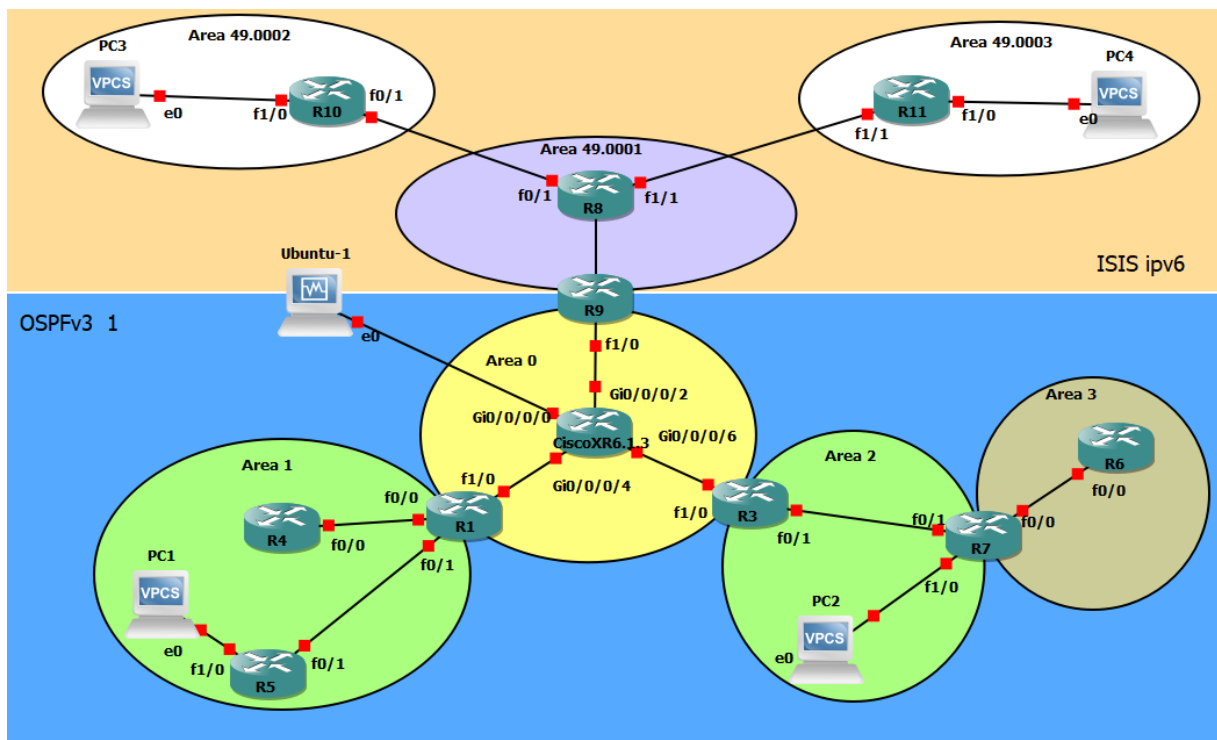 Area 49.0002
PC3
VPCS
e0
f1/0
R10
f0/1
Area 49.0003
PC4
VPCS
R11
f1/1
f1/0
e0
Area 49.0001
f0/1
R8
f1/1
Ubuntu-1
e0
R9
ISIS ipv6
OSPFv3 1
Area 0
f1/0
Gi0/0/0/2
Gi0/0/0/0
CiscoXR6.1.3
Gi0/0/0/6
Gi0/0/0/4
Area 1
f1/0
f0/0
R1
R4
f0/0
f0/1
PC1
VPCS
e0
f1/0
R5
f0/1
Area 2
f1/0
R3
f0/1
f0/1
R7
f0/0
f1/0
PC2
VPCS
e0
Area 3
R6
f0/0